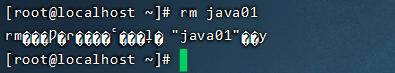 [root@localhost ~]# rm java01
rm "java01" y
[root@localhost ~]#